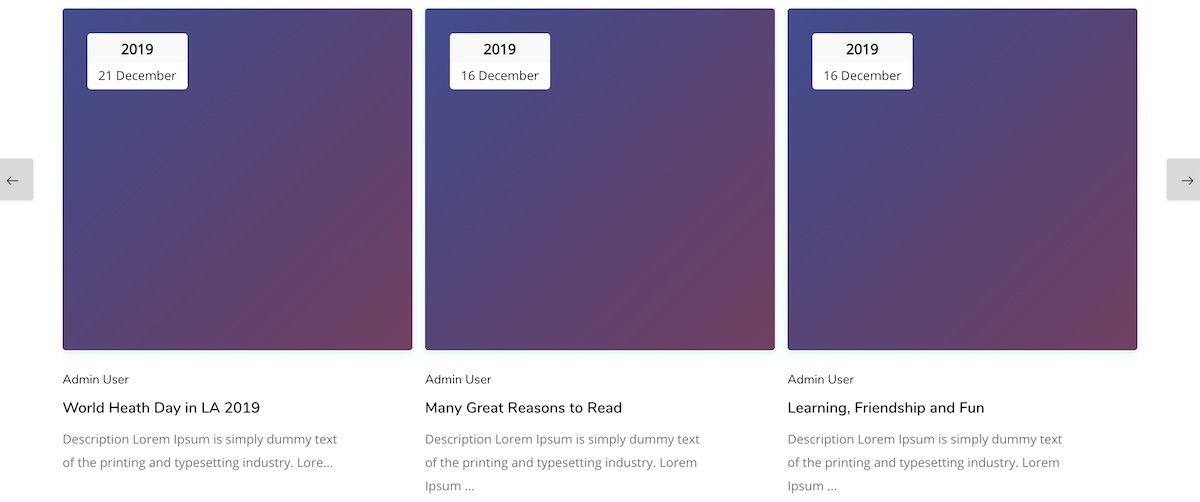 2019
21 December
2019
16 December
2019
16 December
←
→
Admin User
World Heath Day in LA 2019
Description Lorem Ipsum is simply dummy text
of the printing and typesetting industry. Lore...
Admin User
Many Great Reasons to Read
Description Lorem Ipsum is simply dummy text
of the printing and typesetting industry. Lorem
Ipsum ...
Admin User
Learning, Friendship and Fun
Description Lorem Ipsum is simply dummy text
of the printing and typesetting industry. Lorem
Ipsum ...